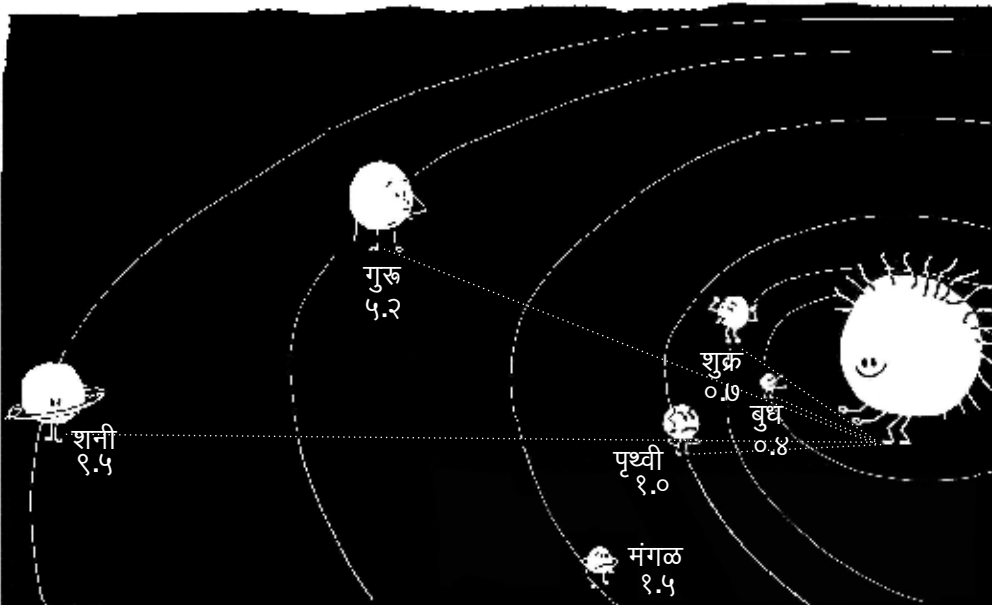 गुरू
५.२
शुक्र
०.७
बुध
०.४
शनी
९.५
पृथ्वी
१.०
मंगळ
१.५